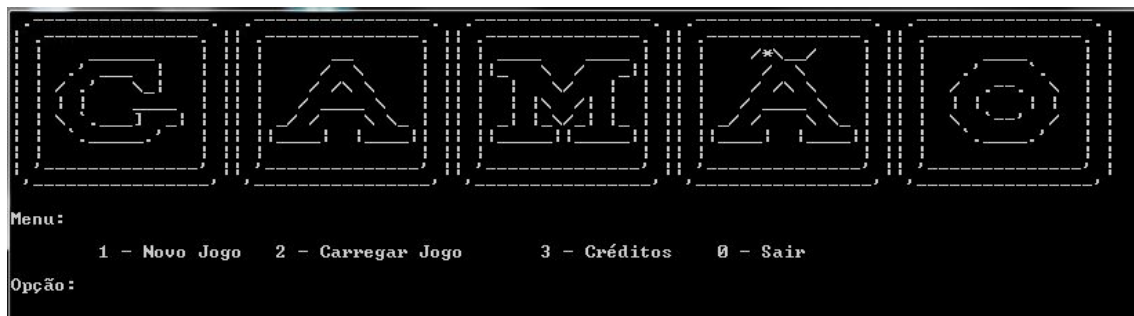 GAMÃO
Menu:
1 - Novo Jogo 2 - Carregar Jogo 3 - Créditos 0 - Sair
Opção: